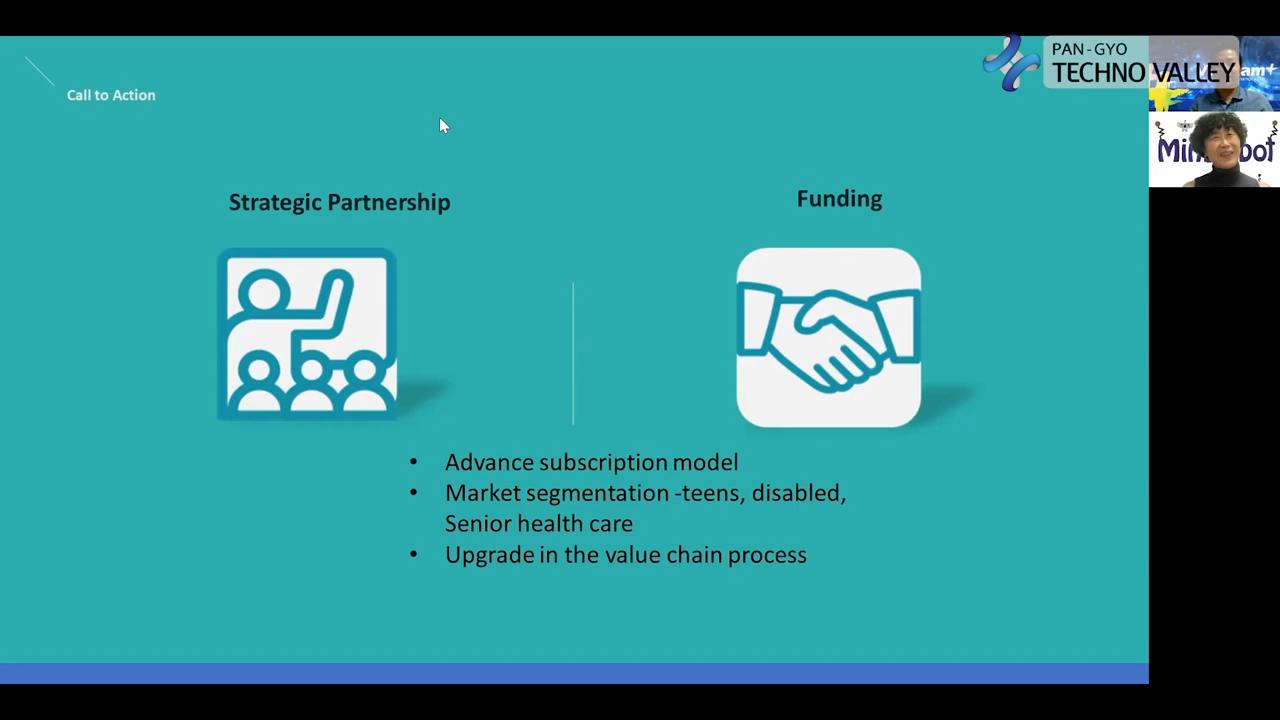 PAN-GYO
TECHNO VALLEY
am+
Call to Action
Strategic Partnership
Funding
• Advance subscription model
• Market segmentation -teens, disabled,
Senior health care
• Upgrade in the value chain process